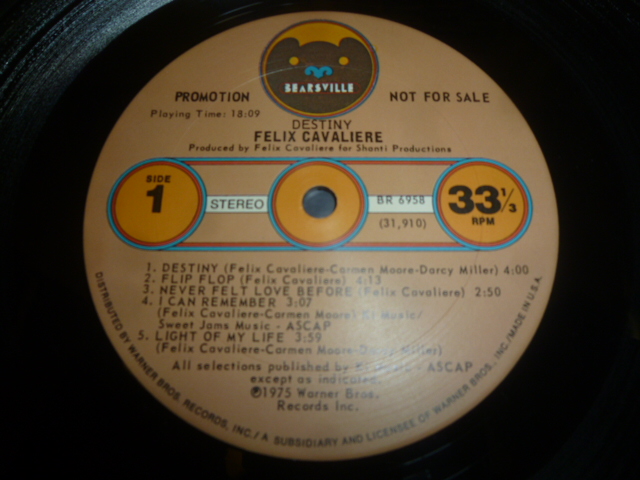 BEARSVILLE
PROMOTION NOT FOR SALE
Playing Time: 18:09
DESTINY
FELIX CAVALIERE
Produced by Felix Cavaliere for Shanti Productions
SIDE
1
STEREO
BR 6958
(31,910)
33 1/3
RPM
1. DESTINY (Felix Cavaliere-Carmen Moore-Darcy Miller) 4:00
2. FLIP FLOP (Felix Cavaliere) 4:13
3. NEVER FELT LOVE BEFORE (Felix Cavaliere) 2:50
4. I CAN REMEMBER 3:07
(Felix Cavaliere-Carmen Moore) Music/
Sweet Jams Music - ASCAP
5. LIGHT OF MY LIFE 3:59
(Felix Cavaliere-Carmen Moore-Darcy Miller)
All selections published by - ASCAP
except as indicated.
℗1975 Warner Bros.
Records Inc.
DISTRIBUTED BY WARNER BROS. RECORDS, INC./A SUBSIDIARY AND LICENSEE OF WARNER BROS., INC./MADE IN U.S.A.